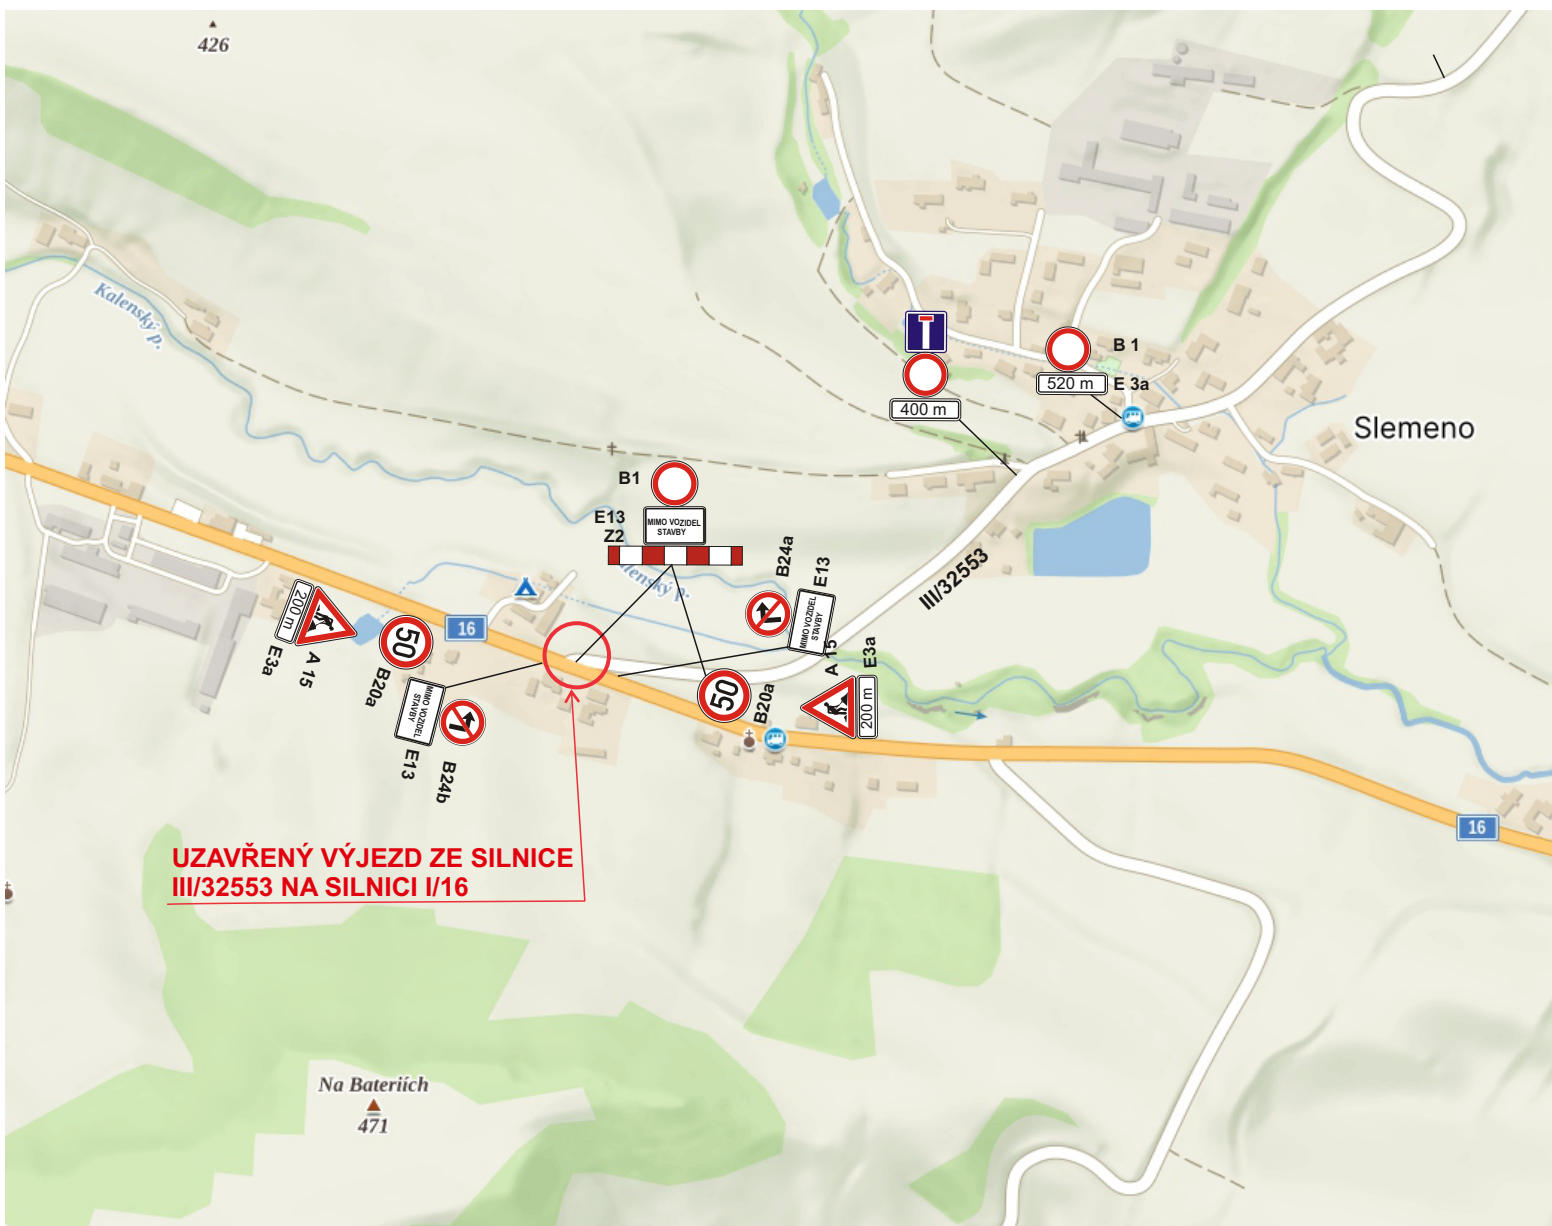 426
Kalenský p.
B 1
520 m
E 3a
400 m
Slemeno
B1
E13
MIMO VOZIDEL
STAVBY
Z2
B24a
E13
MIMO VOZIDEL
STAVBY
III/32553
200 m
E3a
A 15
50
B20a
16
MIMO VOZIDEL
STAVBY
E13
B24b
50
B20a
A 15
E3a
200 m
16
UZAVŘENÝ VÝJEZD ZE SILNICE
III/32553 NA SILNICI I/16
Na Bateriích
471